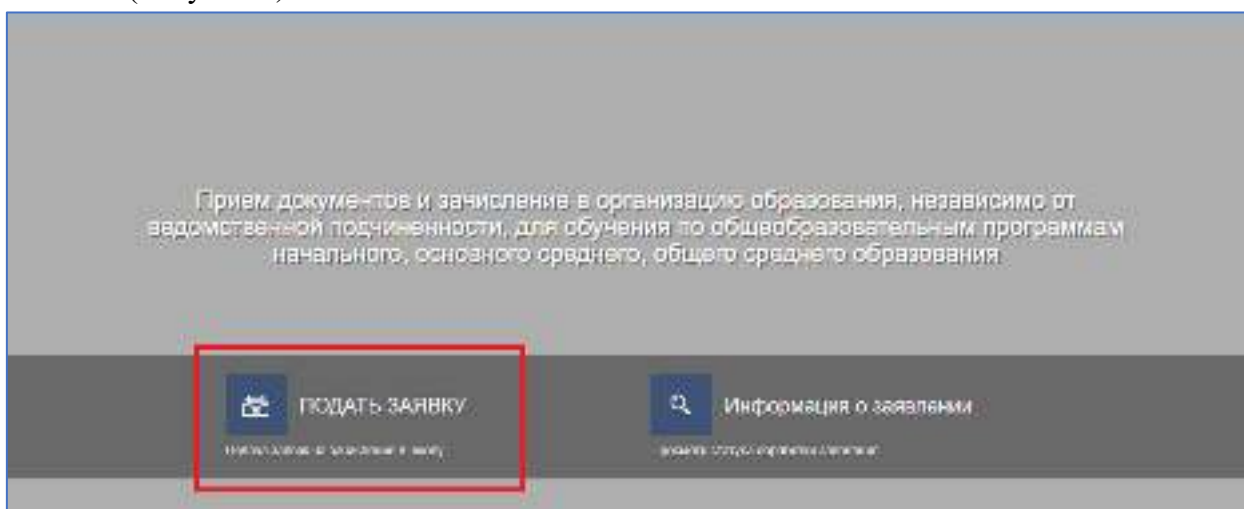 Прием документов и зачисление в организацию образования, независимо от
ведомственной подчиненности, для обучения по общеобразовательным программам
начального, основного среднего, общего среднего образования
ПОДАТЬ ЗАЯВКУ
Информация о заявлении